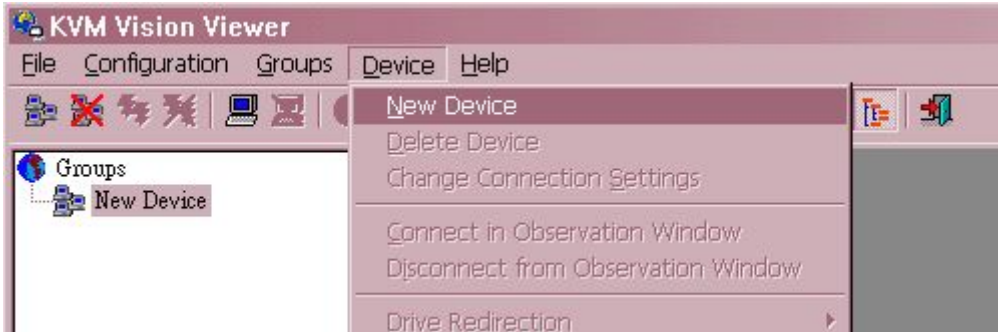 KVM Vision Viewer
File Configuration Groups Device Help
New Device
Delete Device
Change Connection Settings
Connect in Observation Window
Disconnect from Observation Window
Drive Redirection
Groups
New Device